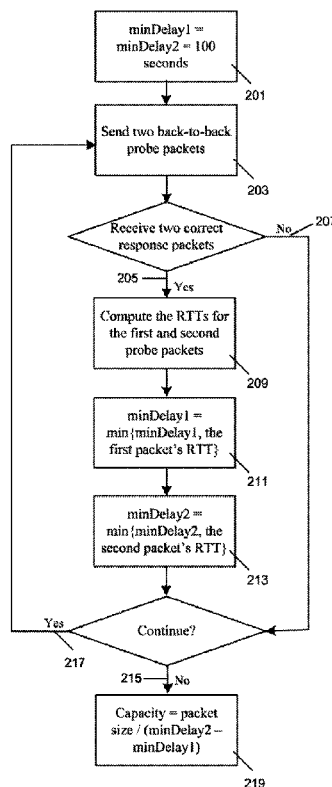 minDelay1 =
minDelay2 = 100
seconds
201
Send two back-to-back
probe packets
203
Receive two correct
response packets
No
207
205
Yes
Compute the RTTs for
the first and second
probe packets
209
minDelay1 =
min{minDelay1, the
first packet's RTT}
211
minDelay2 =
min{minDelay2, the
second packet's RTT}
213
Yes
Continue?
217
215
No
Capacity = packet
size / (minDelay2 –
minDelay1)
219